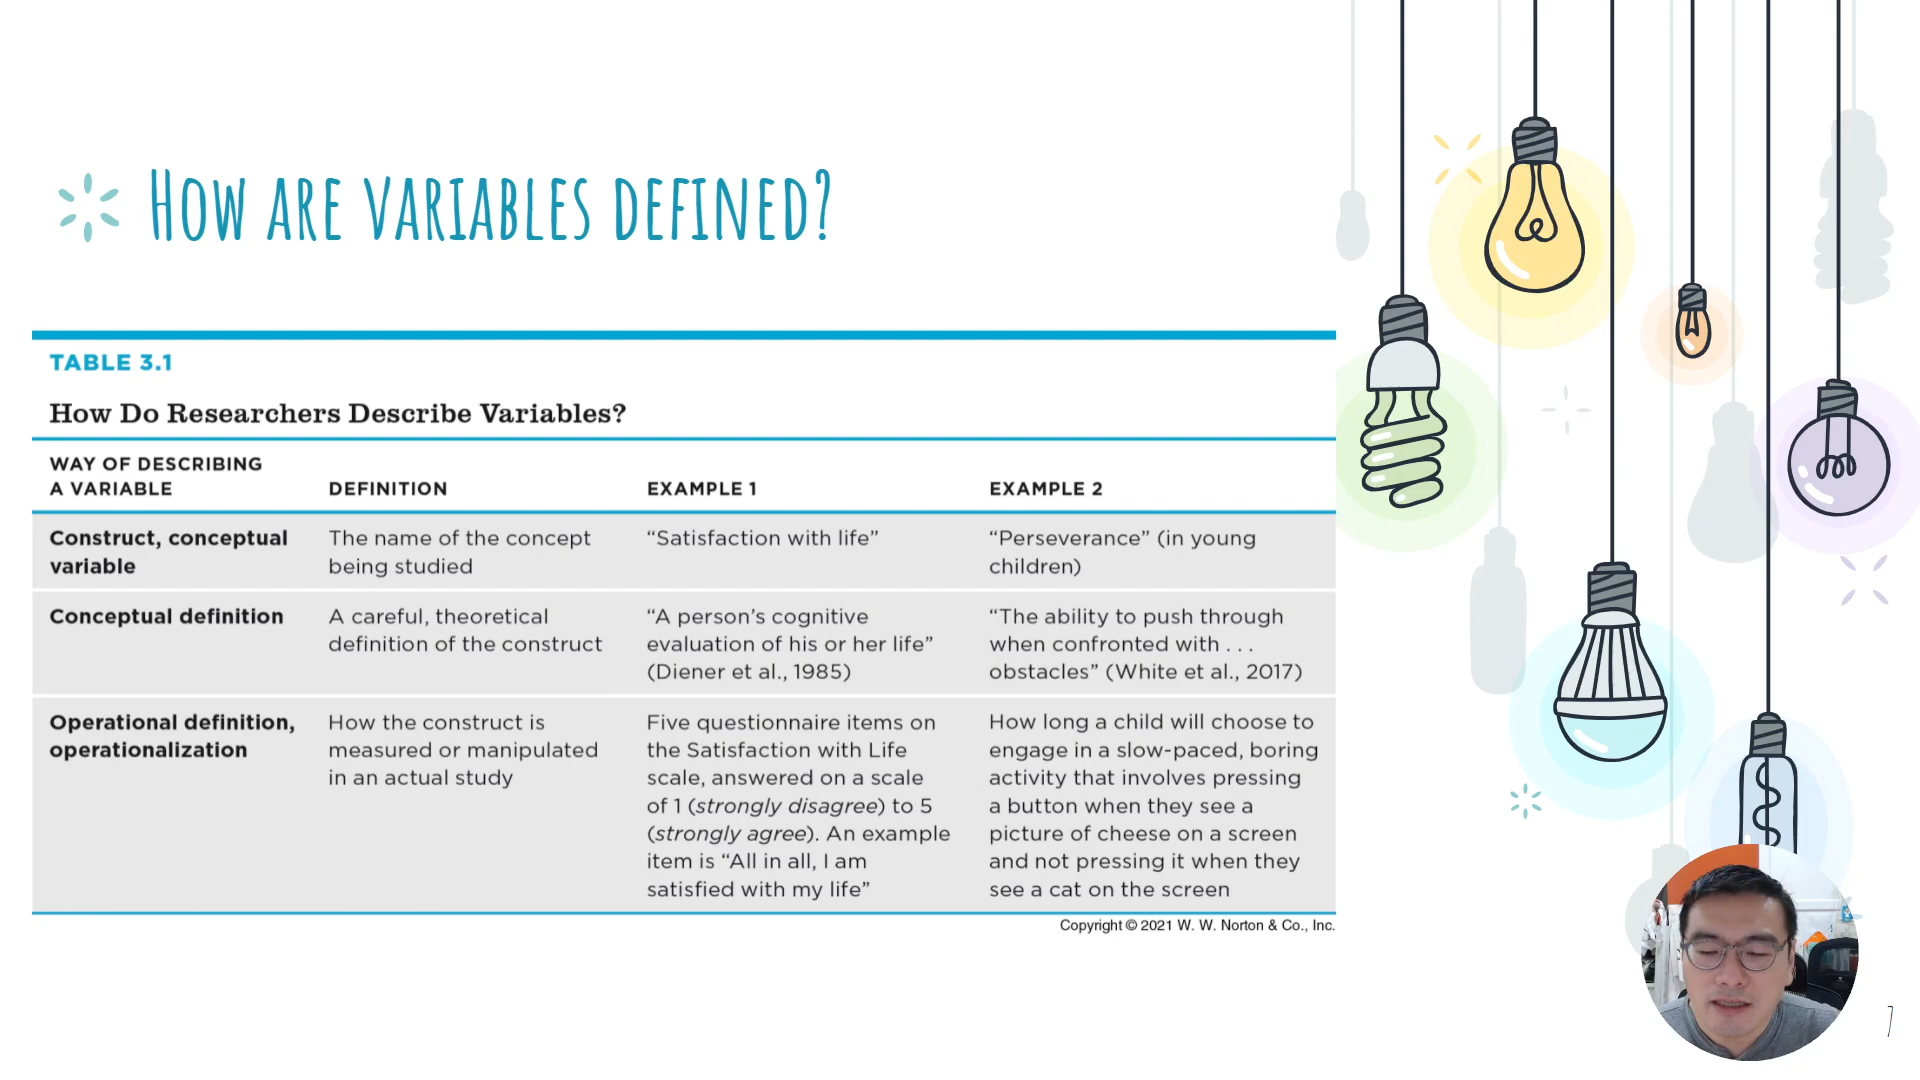 HOW ARE VARIABLES DEFINED?
TABLE 3.1
How Do Researchers Describe Variables?
WAY OF DESCRIBING
A VARIABLE
DEFINITION
EXAMPLE 1
EXAMPLE 2
Construct, conceptual
variable
The name of the concept
being studied
“Satisfaction with life”
“Perseverance” (in young
children)
Conceptual definition
A careful, theoretical
definition of the construct
“A person’s cognitive
evaluation of his or her life”
(Diener et al., 1985)
“The ability to push through
when confronted with . . .
obstacles” (White et al., 2017)
Operational definition,
operationalization
How the construct is
measured or manipulated
in an actual study
Five questionnaire items on
the Satisfaction with Life
scale, answered on a scale
of 1 (strongly disagree) to 5
(strongly agree). An example
item is “All in all, I am
satisfied with my life”
How long a child will choose to
engage in a slow-paced, boring
activity that involves pressing
a button when they see a
picture of cheese on a screen
and not pressing it when they
see a cat on the screen
Copyright © 2021 W. W. Norton & Co., Inc.
7